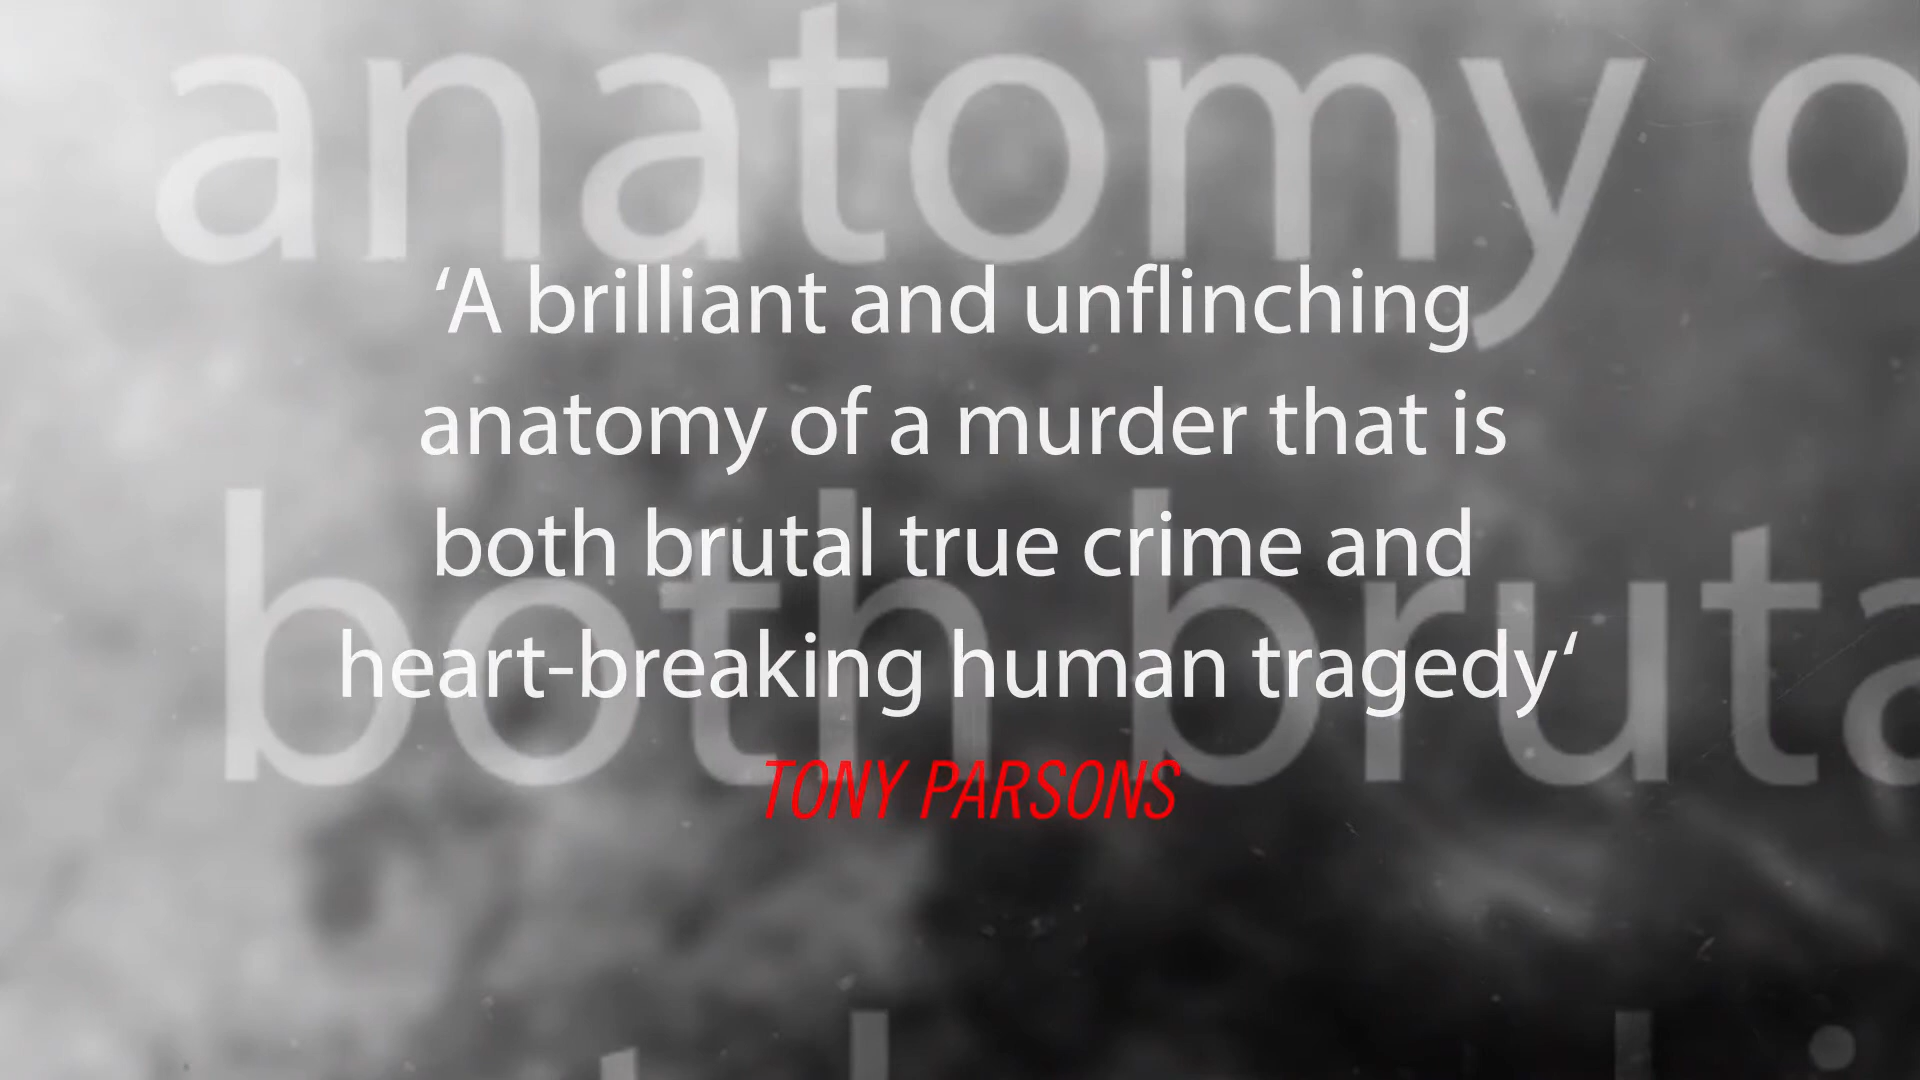 anatomy o
‘A brilliant and unflinching
anatomy of a murder that is
both brutal true crime and
heart-breaking human tragedy‘
both bruta
TONY PARSONS